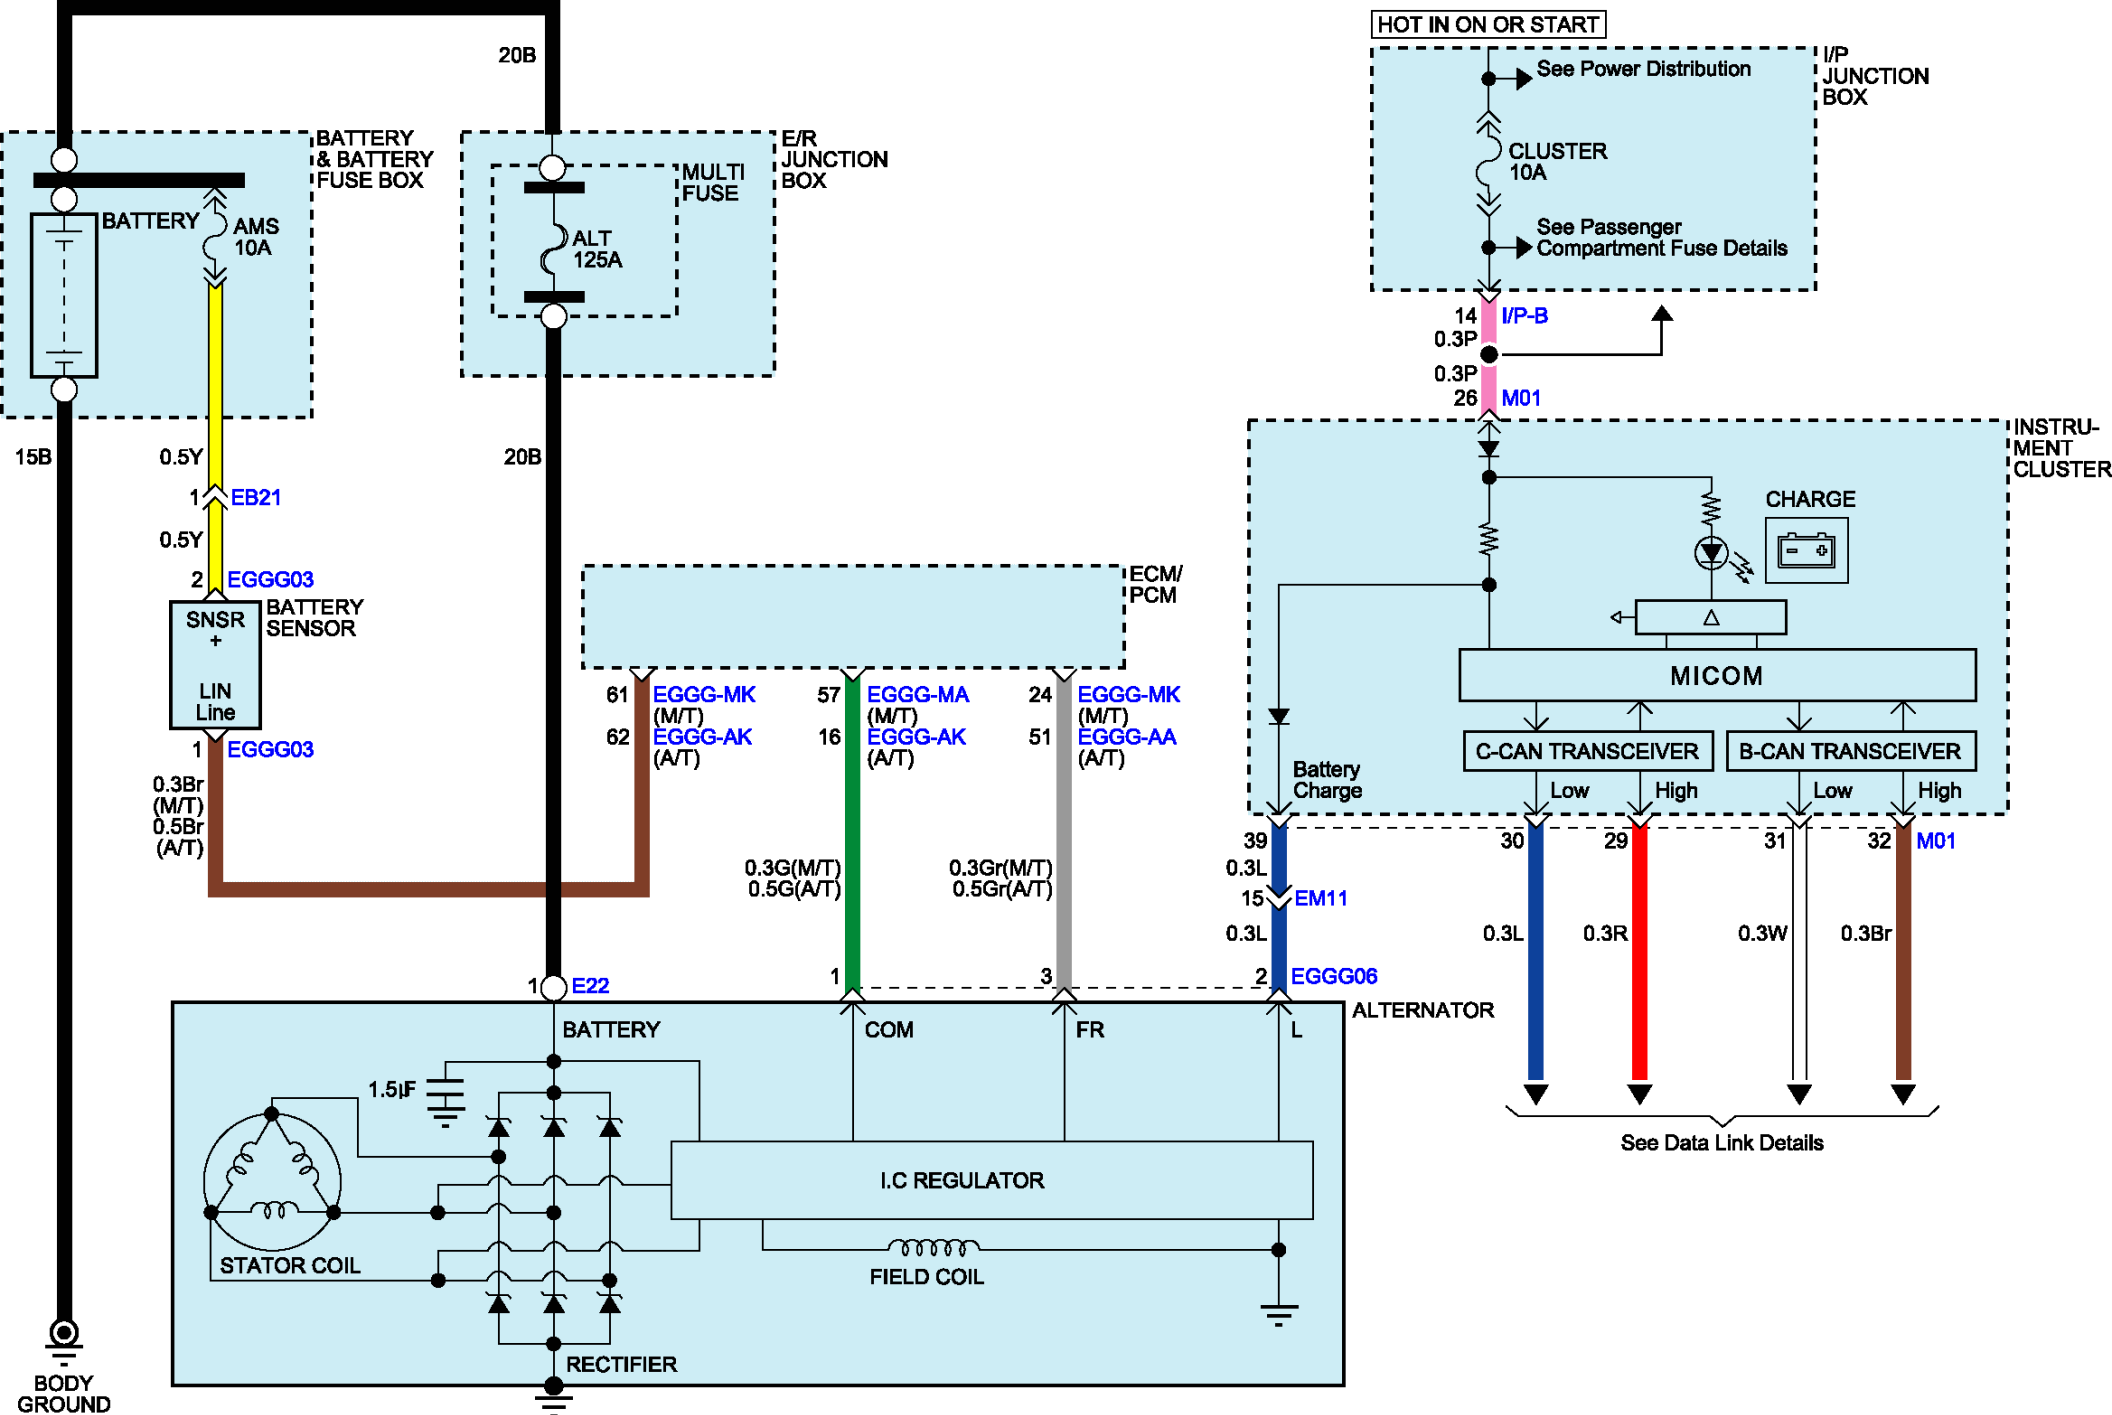 HOT IN ON OR START
20B
See Power Distribution
I/P
JUNCTION
BOX
BATTERY
& BATTERY
FUSE BOX
E/R
JUNCTION
BOX
MULTI
FUSE
CLUSTER
10A
BATTERY
AMS
10A
ALT
125A
See Passenger
Compartment Fuse Details
14 I/P-B
0.3P
0.3P
26 M01
INSTRU-
MENT
CLUSTER
15B
0.5Y
20B
1 EB21
0.5Y
CHARGE
2 EGGG03
BATTERY
SENSOR
SNSR
+
LIN
Line
ECM/
PCM
Δ
MICOM
61 EGGG-MK
(M/T)
62 EGGG-AK
(A/T)
57 EGGG-MA
(M/T)
16 EGGG-AK
(A/T)
24 EGGG-MK
(M/T)
51 EGGG-AA
(A/T)
1 EGGG03
0.3Br
(M/T)
0.5Br
(A/T)
C-CAN TRANSCEIVER
B-CAN TRANSCEIVER
Battery
Charge
Low
High
Low
High
39
30
29
31
32 M01
0.3G(M/T)
0.5G(A/T)
0.3Gr(M/T)
0.5Gr(A/T)
0.3L
15 EM11
0.3L
0.3L
0.3R
0.3W
0.3Br
1 E22
1
3
2 EGGG06
ALTERNATOR
BATTERY
COM
FR
L
1.5μF
See Data Link Details
I.C REGULATOR
STATOR COIL
FIELD COIL
RECTIFIER
BODY
GROUND